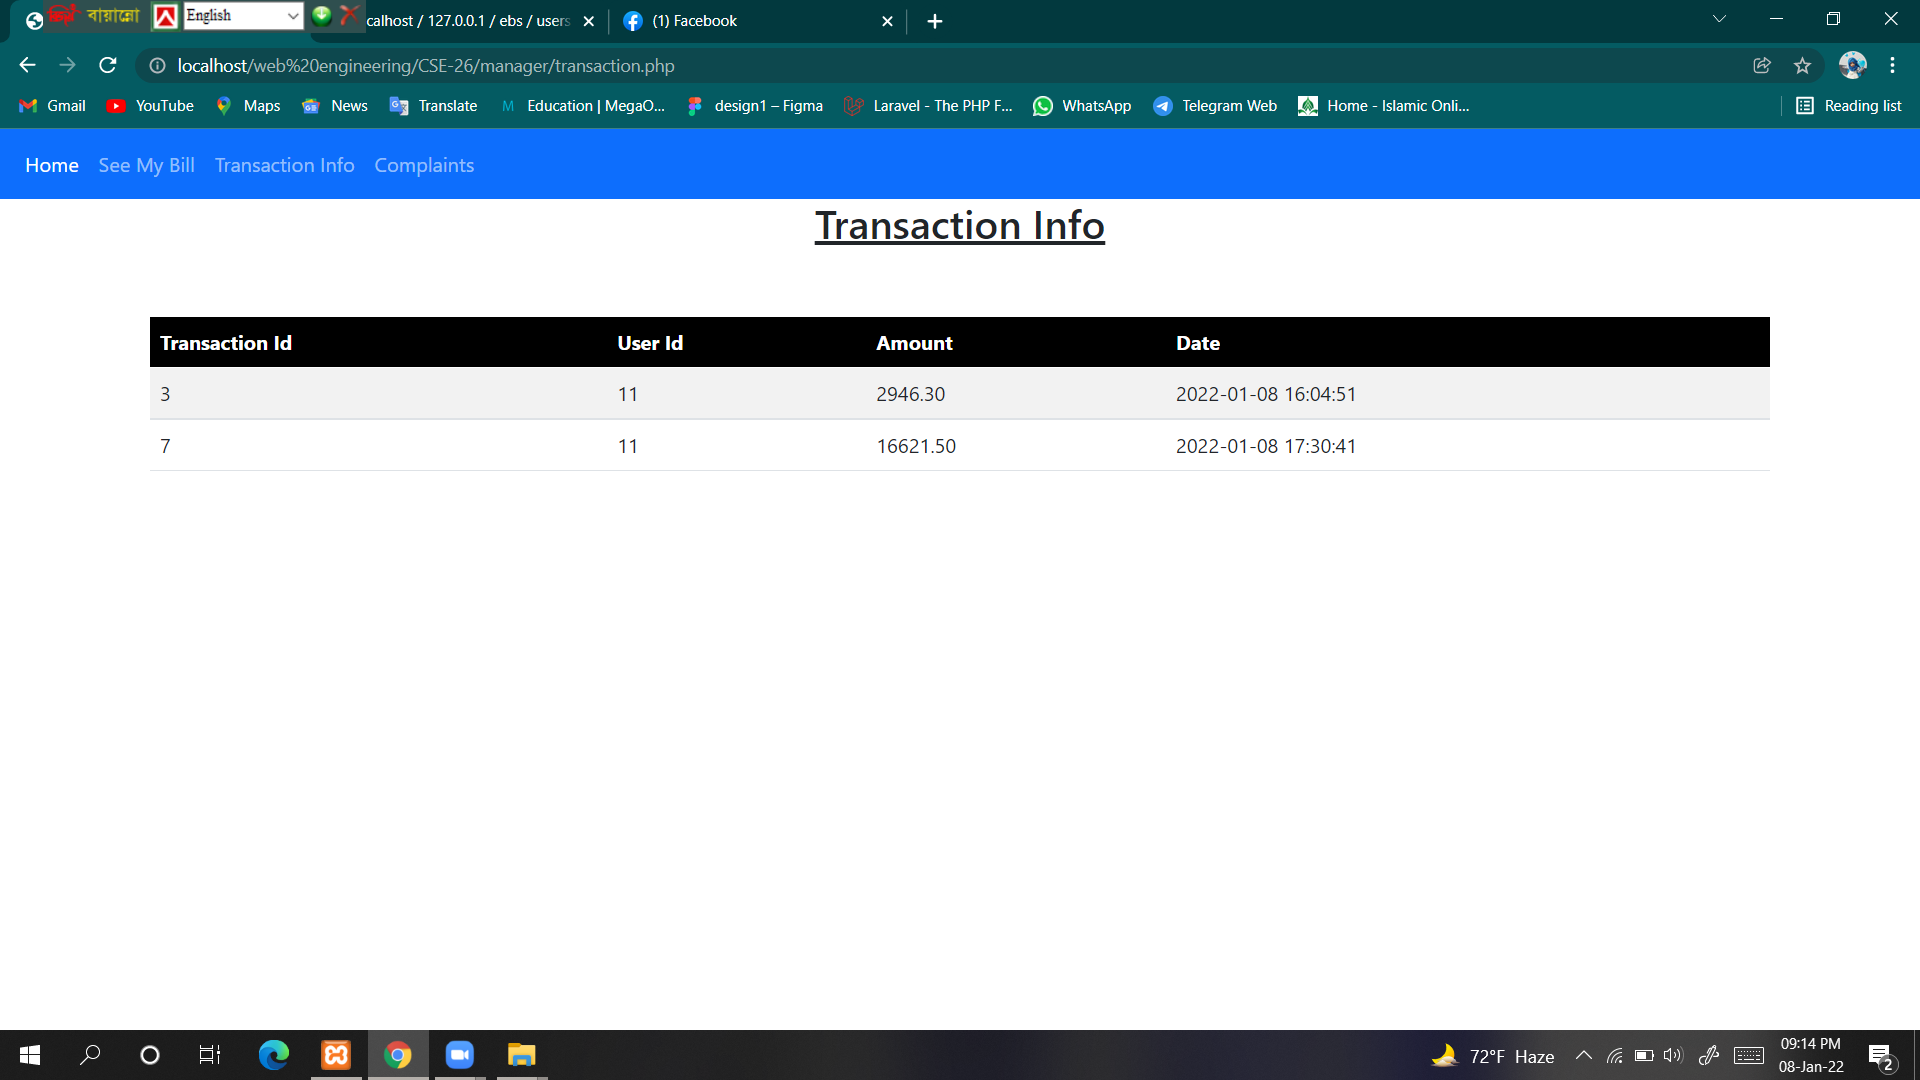 বায়ান্নো English
calhost / 127.0.0.1 / ebs / users
(1) Facebook
localhost/web%20engineering/CSE-26/manager/transaction.php
Gmail YouTube Maps News Translate Education | MegaO... design1 – Figma Laravel - The PHP F... WhatsApp Telegram Web Home - Islamic Onli... Reading list
Home See My Bill Transaction Info Complaints
Transaction Info
Transaction Id User Id Amount Date
3 11 2946.30 2022-01-08 16:04:51
7 11 16621.50 2022-01-08 17:30:41
72°F Haze
09:14 PM
08-Jan-22
2